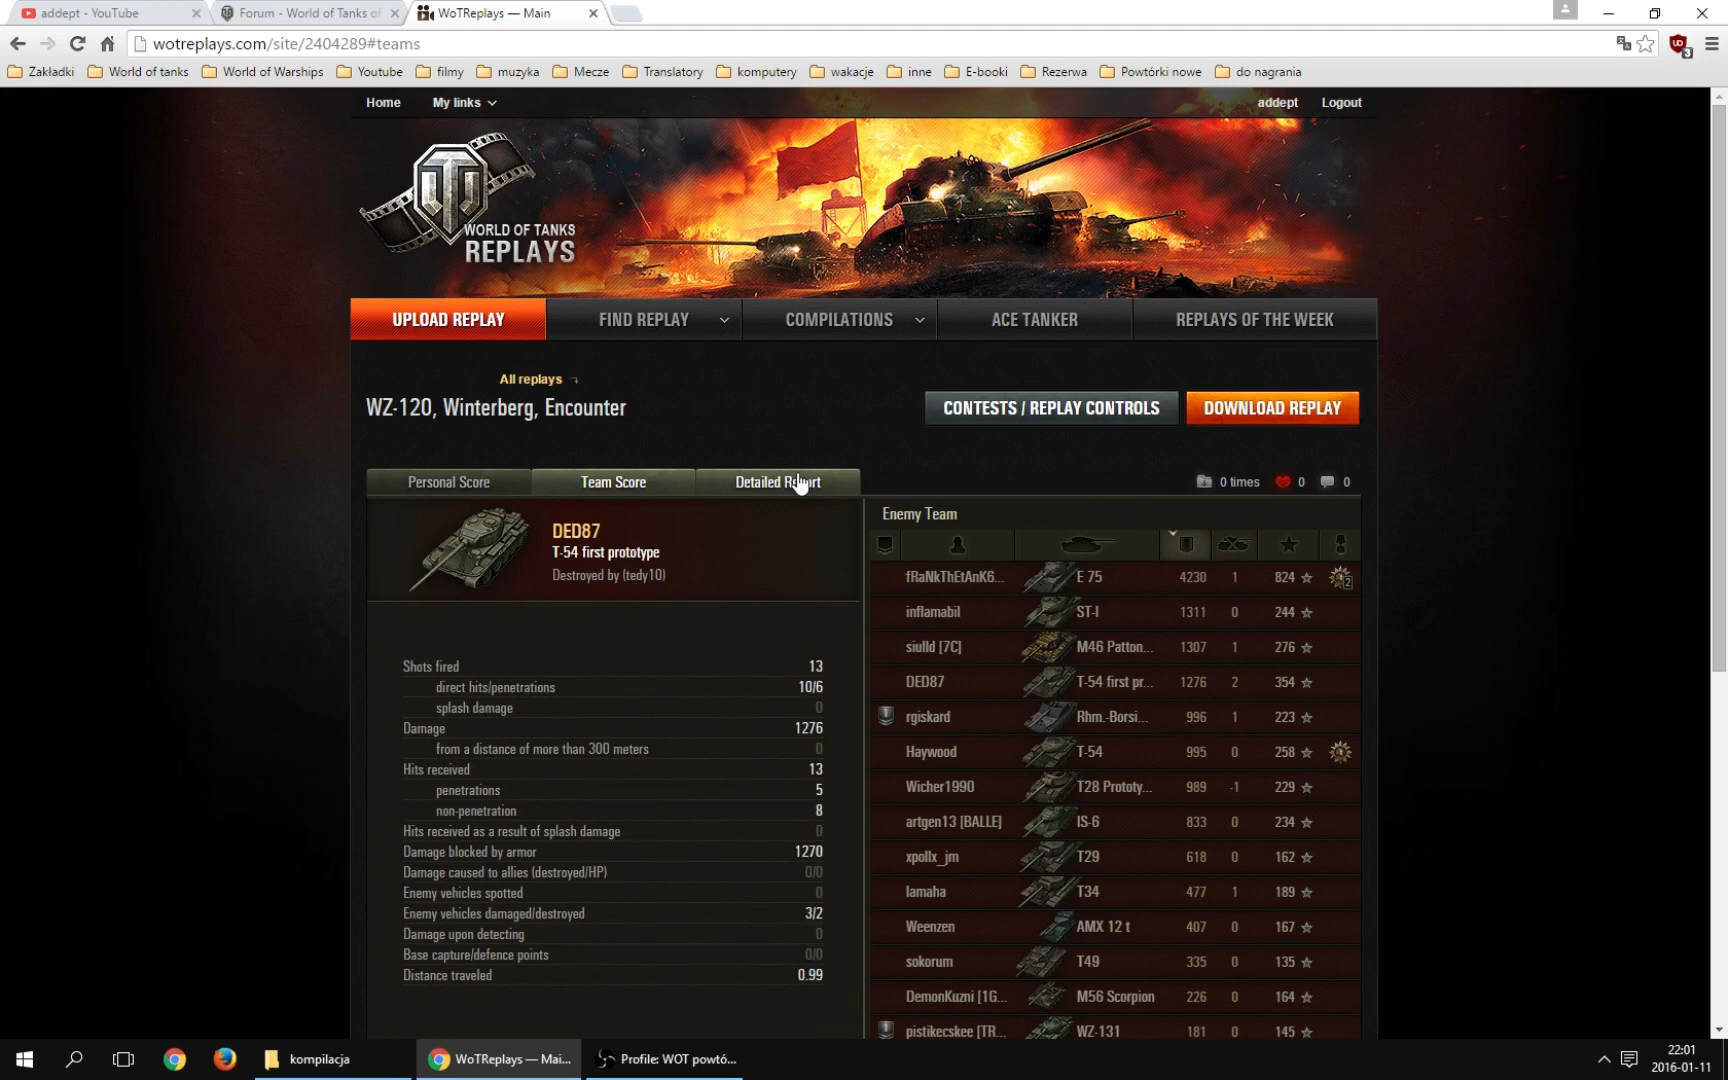 addept - YouTube
Forum - World of Tanks of
WoTReplays — Main
wotreplays.com/site/2404289#teams
3
Zakładki World of tanks World of Warships Youtube filmy muzyka Mecze Translatory komputery wakacje inne E-booki Rezerwa Powtórki nowe do nagrania
Home My links addept Logout
WORLD OF TANKS
REPLAYS
UPLOAD REPLAY FIND REPLAY COMPILATIONS ACE TANKER REPLAYS OF THE WEEK
All replays
WZ-120, Winterberg, Encounter
CONTESTS / REPLAY CONTROLS DOWNLOAD REPLAY
Personal Score Team Score Detailed
0 times 0 0
DED87
T-54 first prototype
Destroyed by (tedy10)
Shots fired 13
direct hits/penetrations 10/6
splash damage 0
Damage 1276
from a distance of more than 300 meters 0
Hits received 13
penetrations 5
non-penetration 8
Hits received as a result of splash damage 0
Damage blocked by armor 1270
Damage caused to allies (destroyed/HP) 0/0
Enemy vehicles spotted 0
Enemy vehicles damaged/destroyed 3/2
Damage upon detecting 0
Base capture/defence points 0/0
Distance traveled 0.99
Enemy Team
fRaNkThEtAnK6... E 75 4230 1 824 2
inflamabil ST-I 1311 0 244
siulld [7C] M46 Patton... 1307 1 276
DED87 T-54 first pr... 1276 2 354
rgiskard Rhm.-Borsi... 996 1 223
Haywood T-54 995 0 258
Wicher1990 T28 Prototy... 989 -1 229
artgen13 [BALLE] IS-6 833 0 234
xpollx_jm T29 618 0 162
lamaha T34 477 1 189
Weenzen AMX 12 t 407 0 167
sokorum T49 335 0 135
DemonKuzni [1G... M56 Scorpion 226 0 164
pistikecskee [TR... WZ-131 181 0 145
kompilacja
WoTReplays — Mai...
Profile: WOT powtó...
22:01
2016-01-11